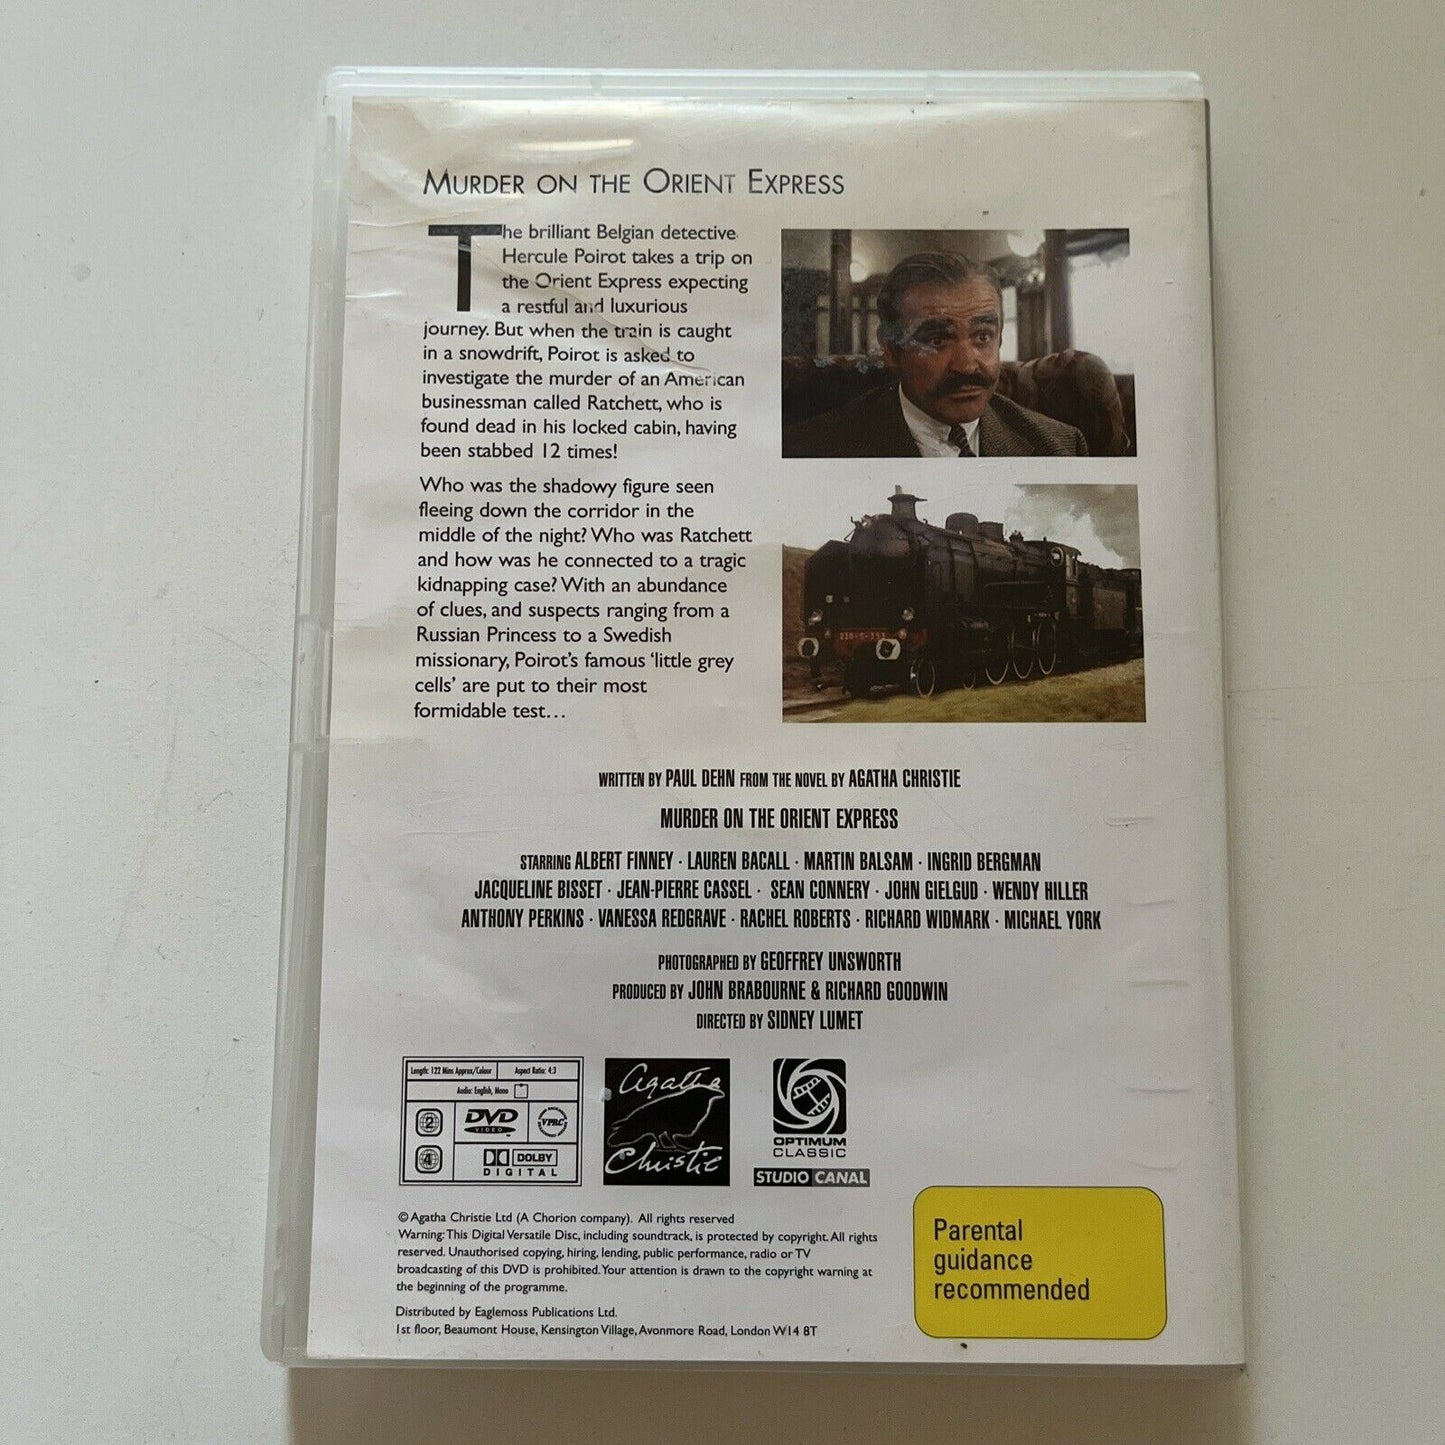 MURDER ON THE ORIENT EXPRESS
The brilliant Belgian detective
Hercule Poirot takes a trip on
the Orient Express expecting
a restful and luxurious
journey. But when the train is caught
in a snowdrift, Poirot is asked to
investigate the murder of an American
businessman called Ratchett, who is
found dead in his locked cabin, having
been stabbed 12 times!
Who was the shadowy figure seen
fleeing down the corridor in the
middle of the night? Who was Ratchett
and how was he connected to a tragic
kidnapping case? With an abundance
of clues, and suspects ranging from a
Russian Princess to a Swedish
missionary, Poirot's famous 'little grey
cells' are put to their most
formidable test…
WRITTEN BY PAUL DEHN FROM THE NOVEL BY AGATHA CHRISTIE
MURDER ON THE ORIENT EXPRESS
STARRING ALBERT FINNEY · LAUREN BACALL · MARTIN BALSAM · INGRID BERGMAN
JACQUELINE BISSET · JEAN-PIERRE CASSEL · SEAN CONNERY · JOHN GIELGUD · WENDY HILLER
ANTHONY PERKINS · VANESSA REDGRAVE · RACHEL ROBERTS · RICHARD WIDMARK · MICHAEL YORK
PHOTOGRAPHED BY GEOFFREY UNSWORTH
PRODUCED BY JOHN BRABOURNE & RICHARD GOODWIN
DIRECTED BY SIDNEY LUMET
Length: 122 Mins Approx/Colour Aspect Ratio: 4:3
Audio: English, Mono
2 DVD VIDEO VPRC
4 DOLBY DIGITAL
Agatha Christie
OPTIMUM
CLASSIC
STUDIO CANAL
© Agatha Christie Ltd (A Chorion company). All rights reserved
Warning: This Digital Versatile Disc, including soundtrack, is protected by copyright. All rights
reserved. Unauthorised copying, hiring, lending, public performance, radio or TV
broadcasting of this DVD is prohibited. Your attention is drawn to the copyright warning at
the beginning of the programme.
Distributed by Eaglemoss Publications Ltd.
1st floor, Beaumont House, Kensington Village, Avonmore Road, London W14 8T
Parental
guidance
recommended